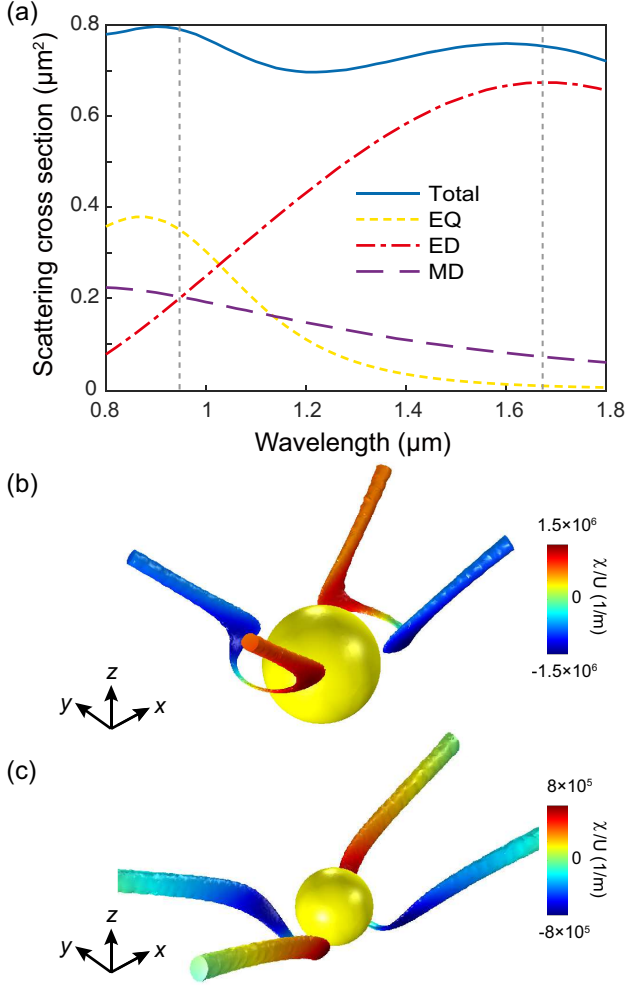 (a)
Scattering cross section (μm²)
0.8
0.6
0.4
0.2
0
Total
EQ
ED
MD
0.8 1 1.2 1.4 1.6 1.8
Wavelength (μm)
(b)
1.5×10⁶
0
-1.5×10⁶
χ/U (1/m)
z
y x
(c)
8×10⁵
0
-8×10⁵
χ/U (1/m)
z
y x